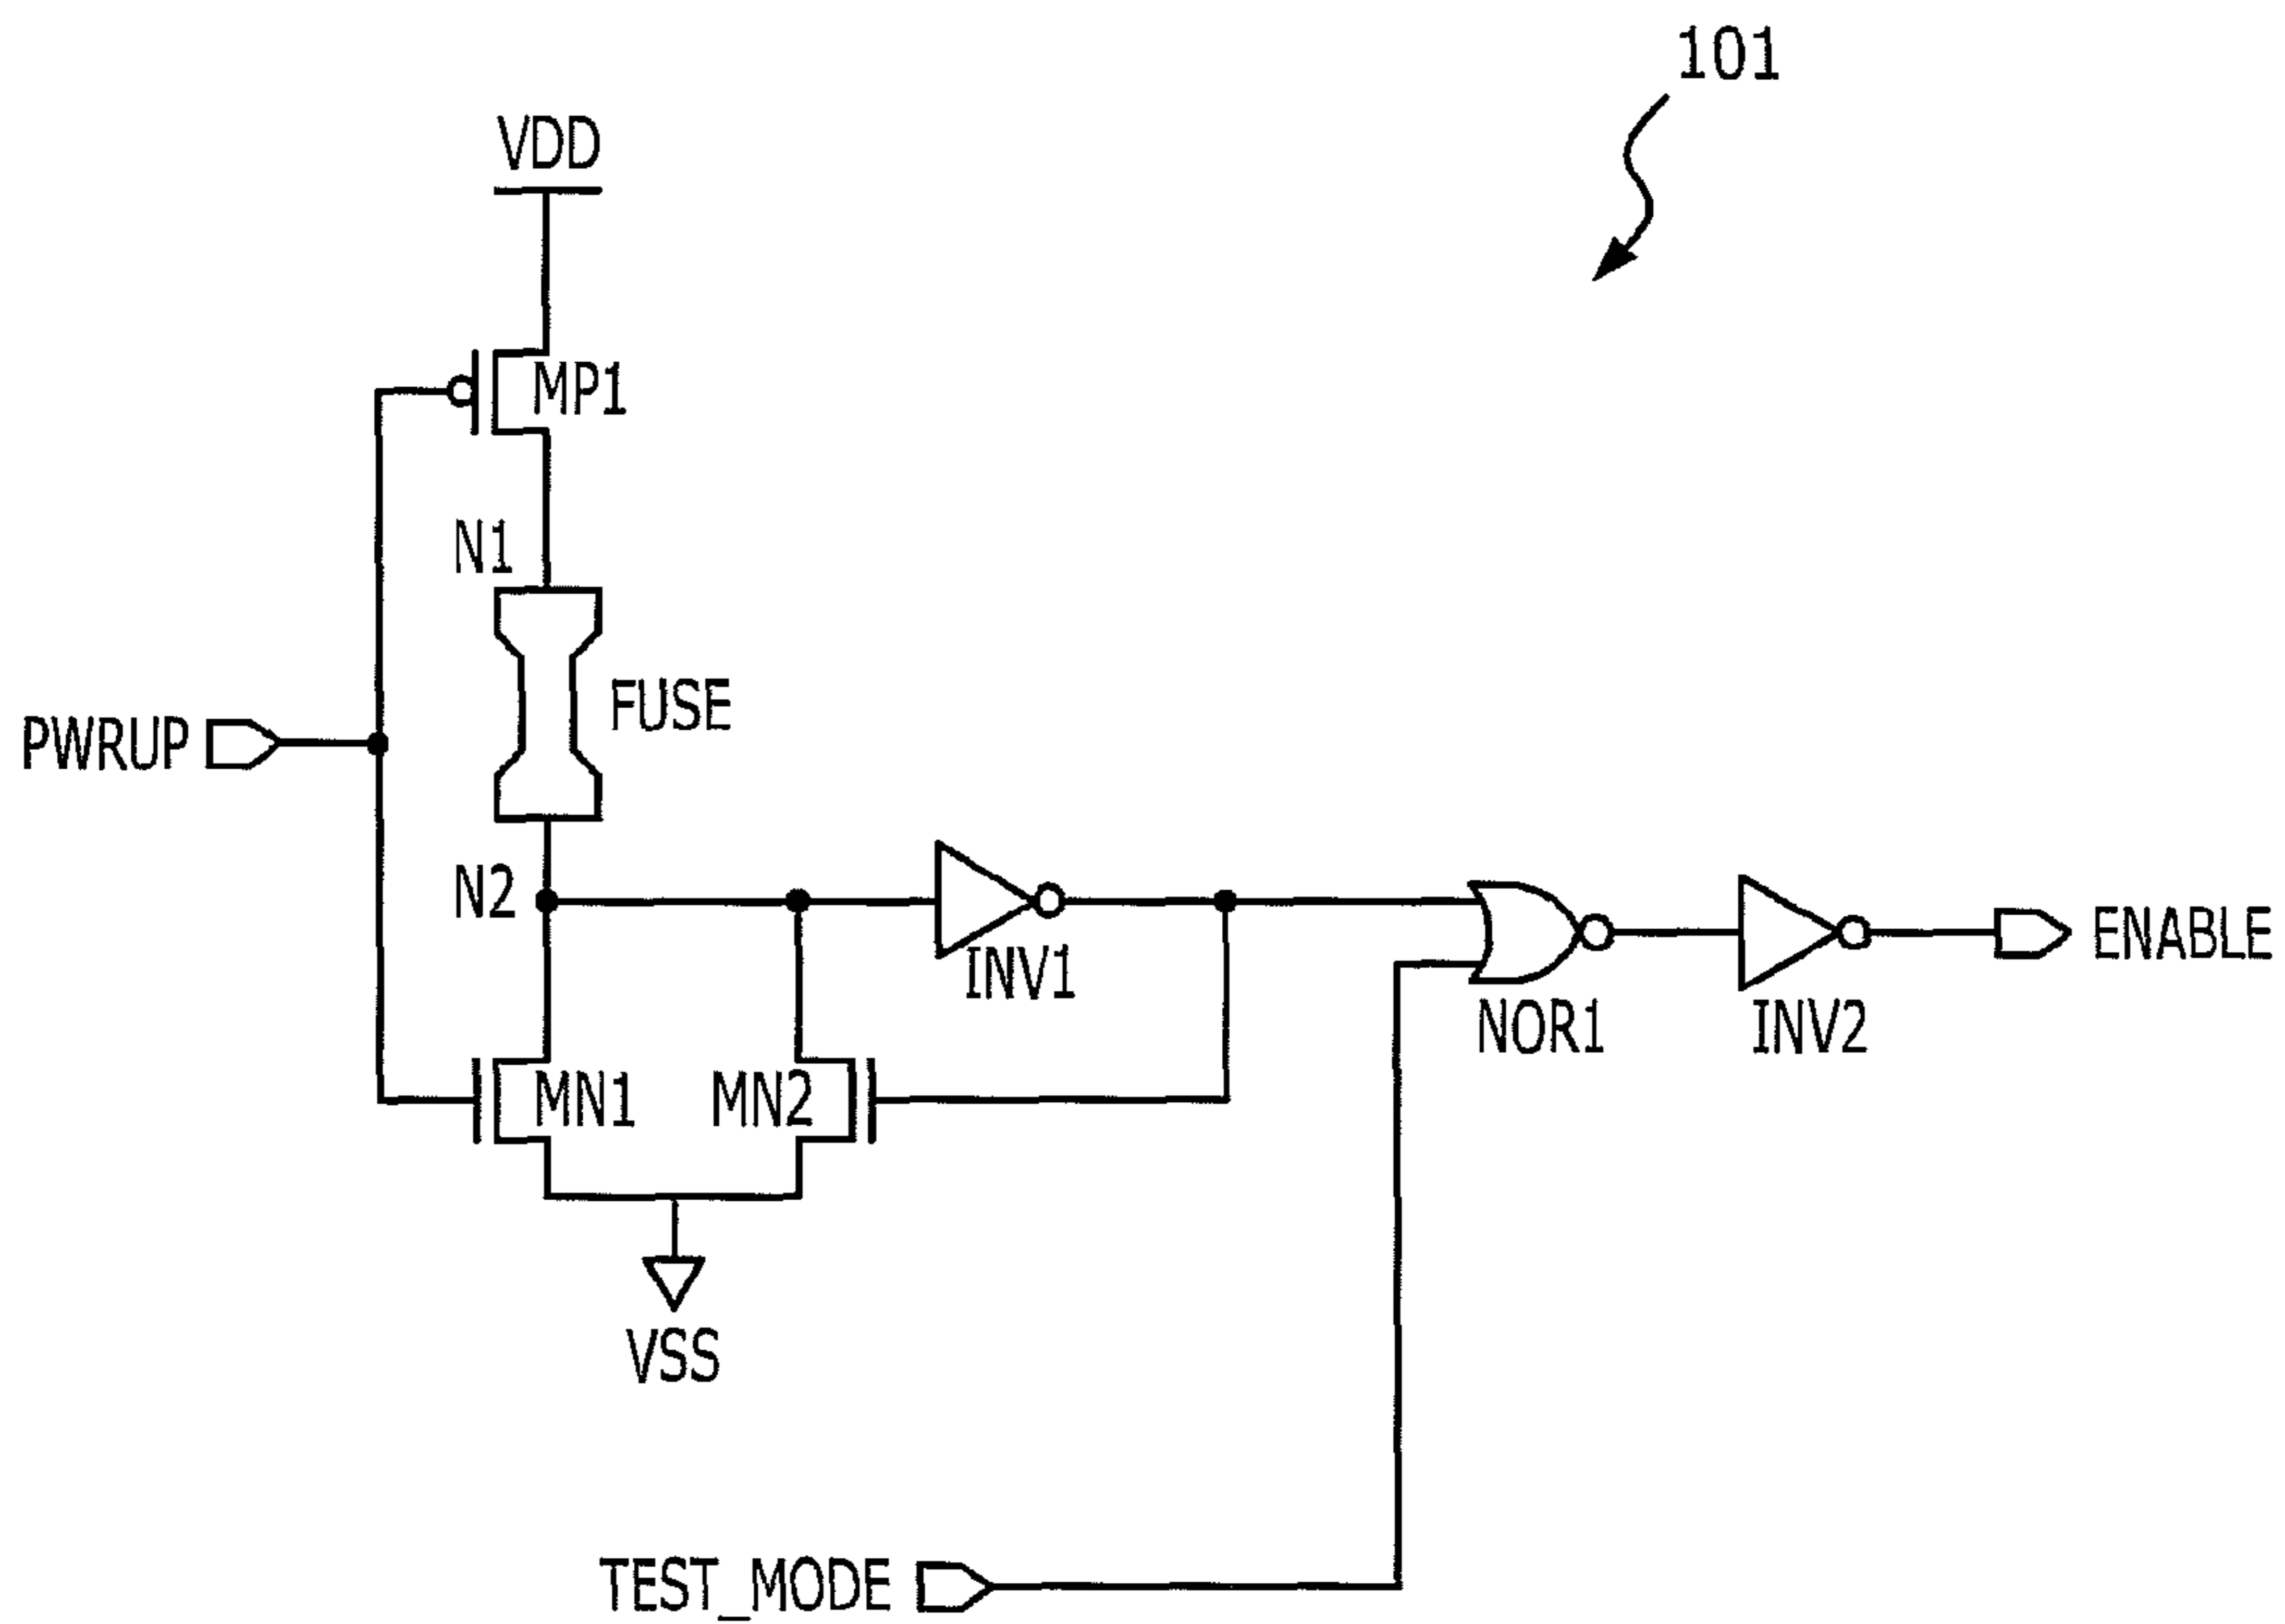 101
VDD
MP1
N1
FUSE
PWRUP
N2
INV1
ENABLE
NOR1
INV2
MN1
MN2
VSS
TEST_MODE